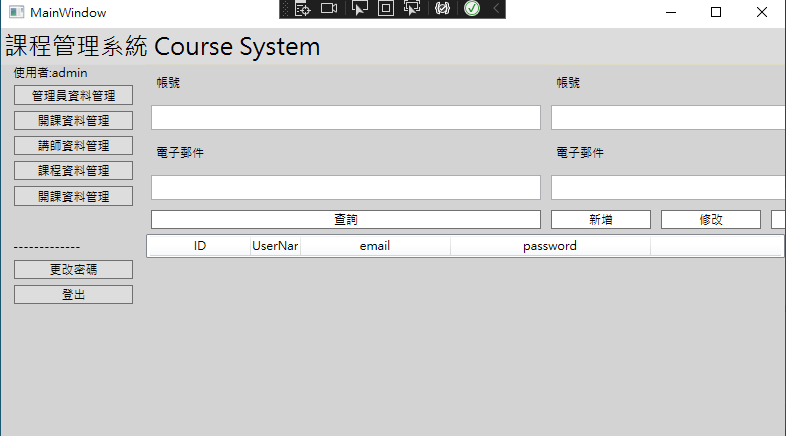 MainWindow
課程管理系統 Course System
使用者:admin
管理員資料管理
開課資料管理
講師資料管理
課程資料管理
開課資料管理
-------------
更改密碼
登出
帳號 帳號
電子郵件 電子郵件
查詢 新增 修改
ID UserNar email password